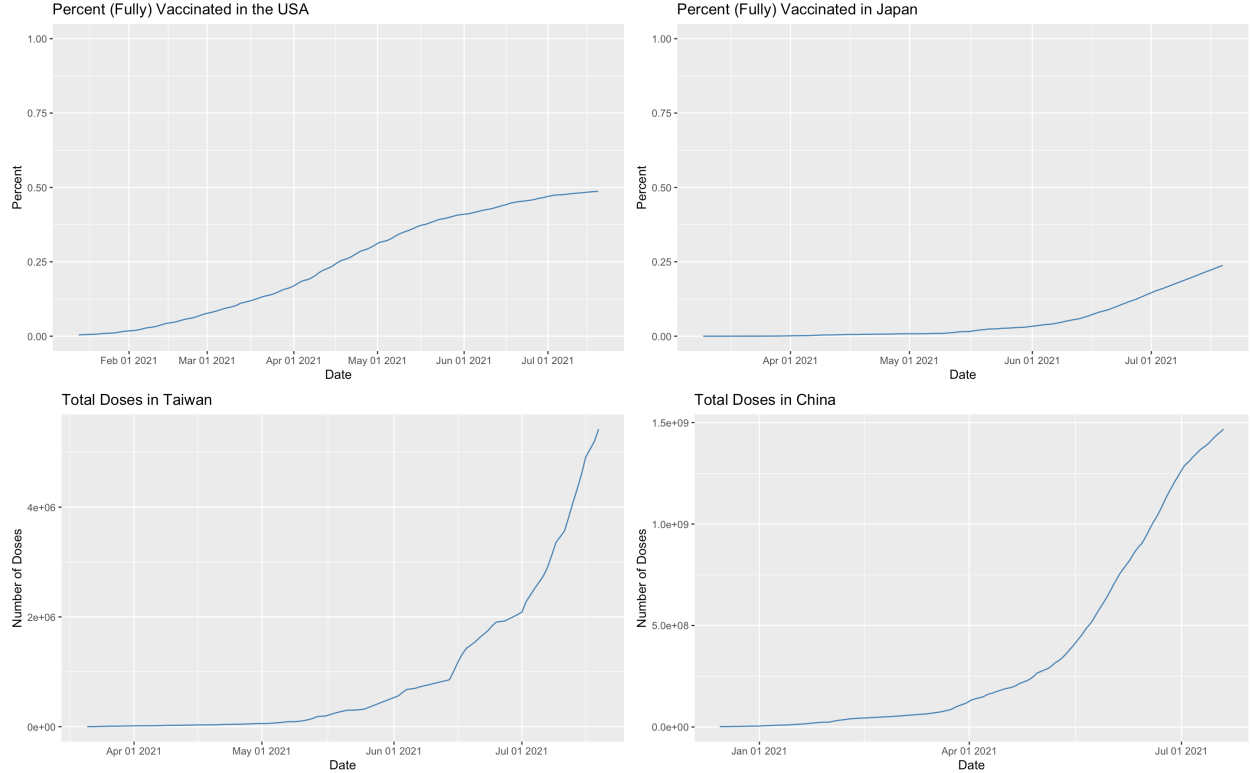 Percent (Fully) Vaccinated in the USA
1.00
0.75
0.50
0.25
0.00
Percent
Feb 01 2021 Mar 01 2021 Apr 01 2021 May 01 2021 Jun 01 2021 Jul 01 2021
Date
Percent (Fully) Vaccinated in Japan
1.00
0.75
0.50
0.25
0.00
Percent
Apr 01 2021 May 01 2021 Jun 01 2021 Jul 01 2021
Date
Total Doses in Taiwan
4e+06
2e+06
0e+00
Number of Doses
Apr 01 2021 May 01 2021 Jun 01 2021 Jul 01 2021
Date
Total Doses in China
1.5e+09
1.0e+09
5.0e+08
0.0e+00
Number of Doses
Jan 01 2021 Apr 01 2021 Jul 01 2021
Date